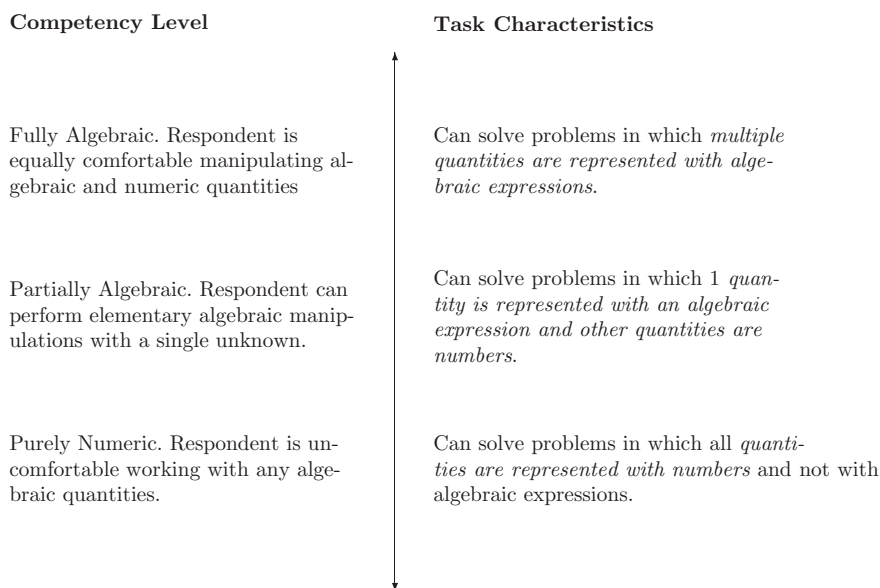 Competency Level
Task Characteristics
Fully Algebraic. Respondent is
equally comfortable manipulating al-
gebraic and numeric quantities
Can solve problems in which multiple
quantities are represented with alge-
braic expressions.
Partially Algebraic. Respondent can
perform elementary algebraic manip-
ulations with a single unknown.
Can solve problems in which 1 quan-
tity is represented with an algebraic
expression and other quantities are
numbers.
Purely Numeric. Respondent is un-
comfortable working with any alge-
braic quantities.
Can solve problems in which all quanti-
ties are represented with numbers and not with
algebraic expressions.